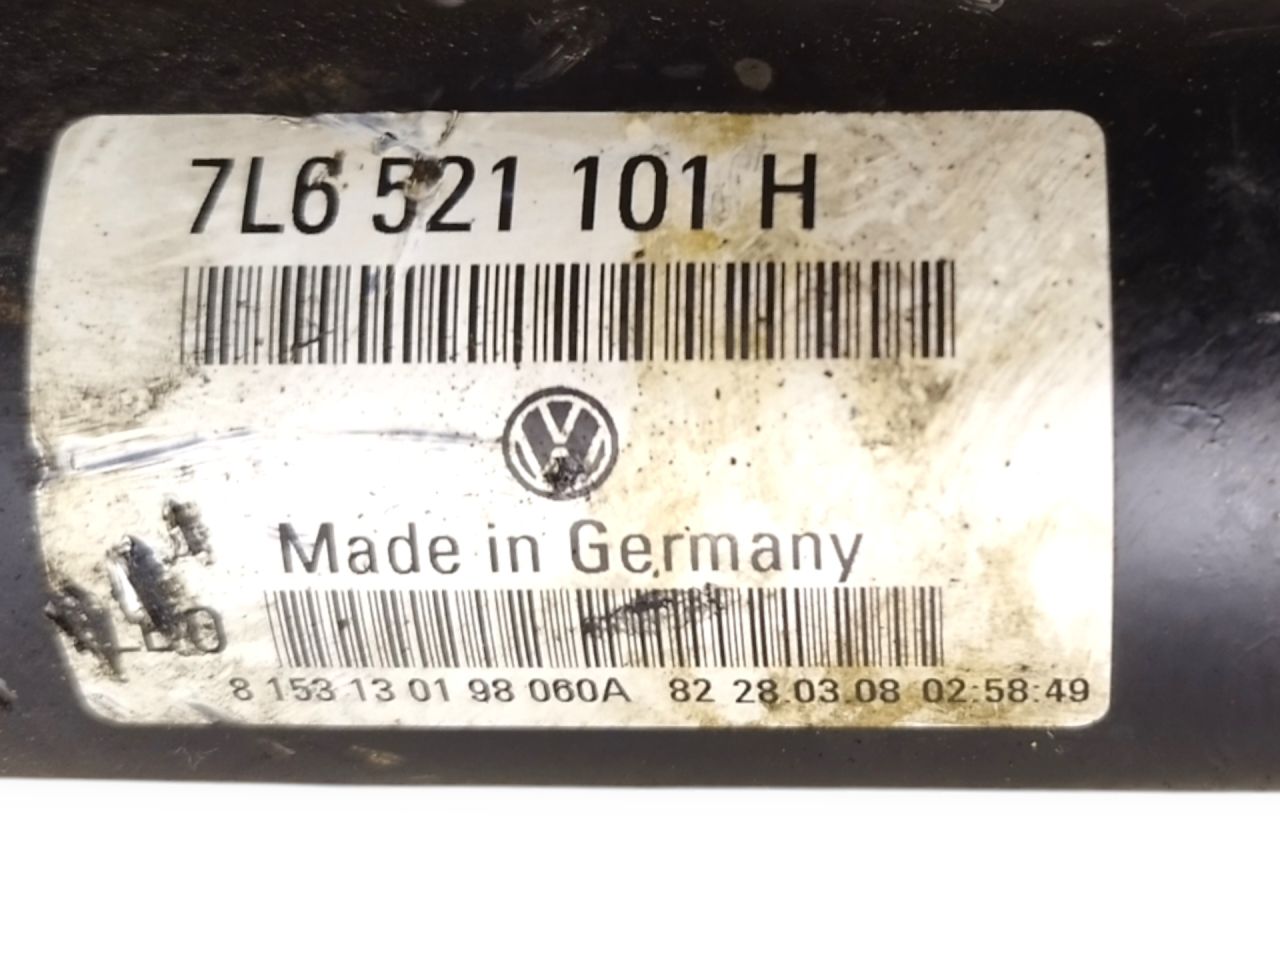 7L6 521 101 H
Made in Germany
8 153 13 01 98 060A 82 28.03.08 02:58:49